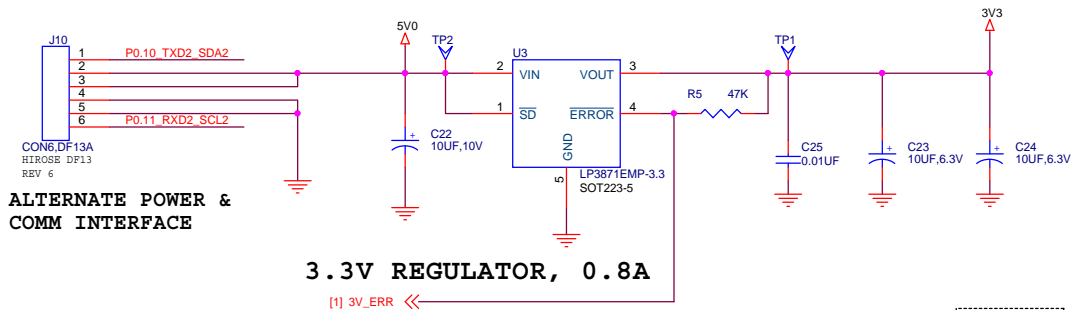 5V0
3V3
J10
TP2
TP1
U3
1
P0.10_TXD2_SDA2
2
2
VIN
VOUT
3
3
R5
47K
4
1
SD
ERROR
4
5
6
P0.11_RXD2_SCL2
C22
10UF,10V
GND
C25
0.01UF
C23
10UF,6.3V
C24
10UF,6.3V
CON6,DF13A
HIROSE DF13
REV 6
5
LP3871EMP-3.3
SOT223-5
ALTERNATE POWER &
COMM INTERFACE
3.3V REGULATOR, 0.8A
[1] 3V_ERR